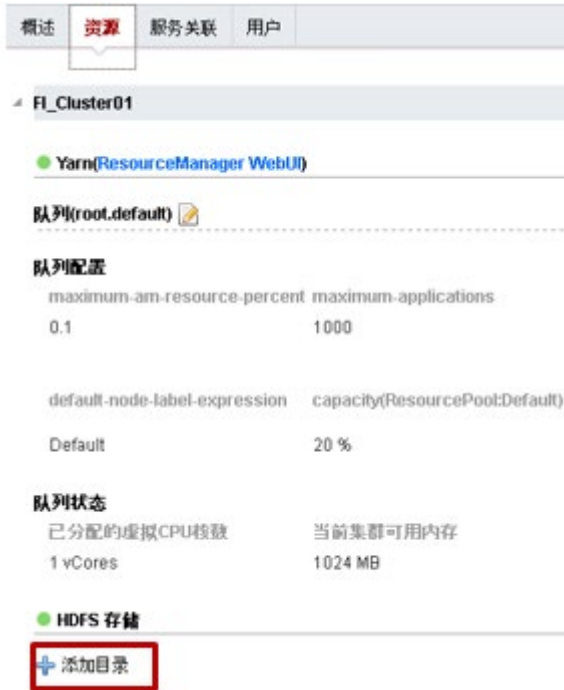 概述 资源 服务关联 用户
FI_Cluster01
Yarn(ResourceManager WebUI)
队列(root.default)
队列配置
maximum-am-resource-percent maximum-applications
0.1 1000
default-node-label-expression capacity(ResourcePool:Default)
Default 20 %
队列状态
已分配的虚拟CPU核数 当前集群可用内存
1 vCores 1024 MB
HDFS 存储
添加目录